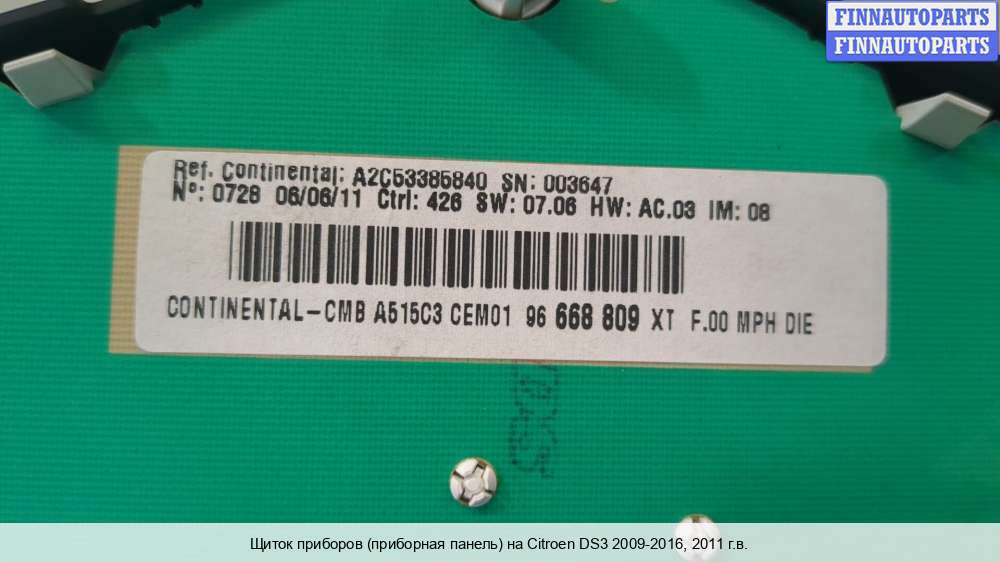 FINNAUTOPARTS
FINNAUTOPARTS
Ref. Continental: A2C53385840 SN: 003647
Nº: 0728 06/06/11 Ctrl: 426 SW: 07.06 HW: AC.03 IM: 08
CONTINENTAL-CMB A515C3 CEM01 96 668 809 XT F.00 MPH DIE
Щиток приборов (приборная панель) на Citroen DS3 2009-2016, 2011 г.в.